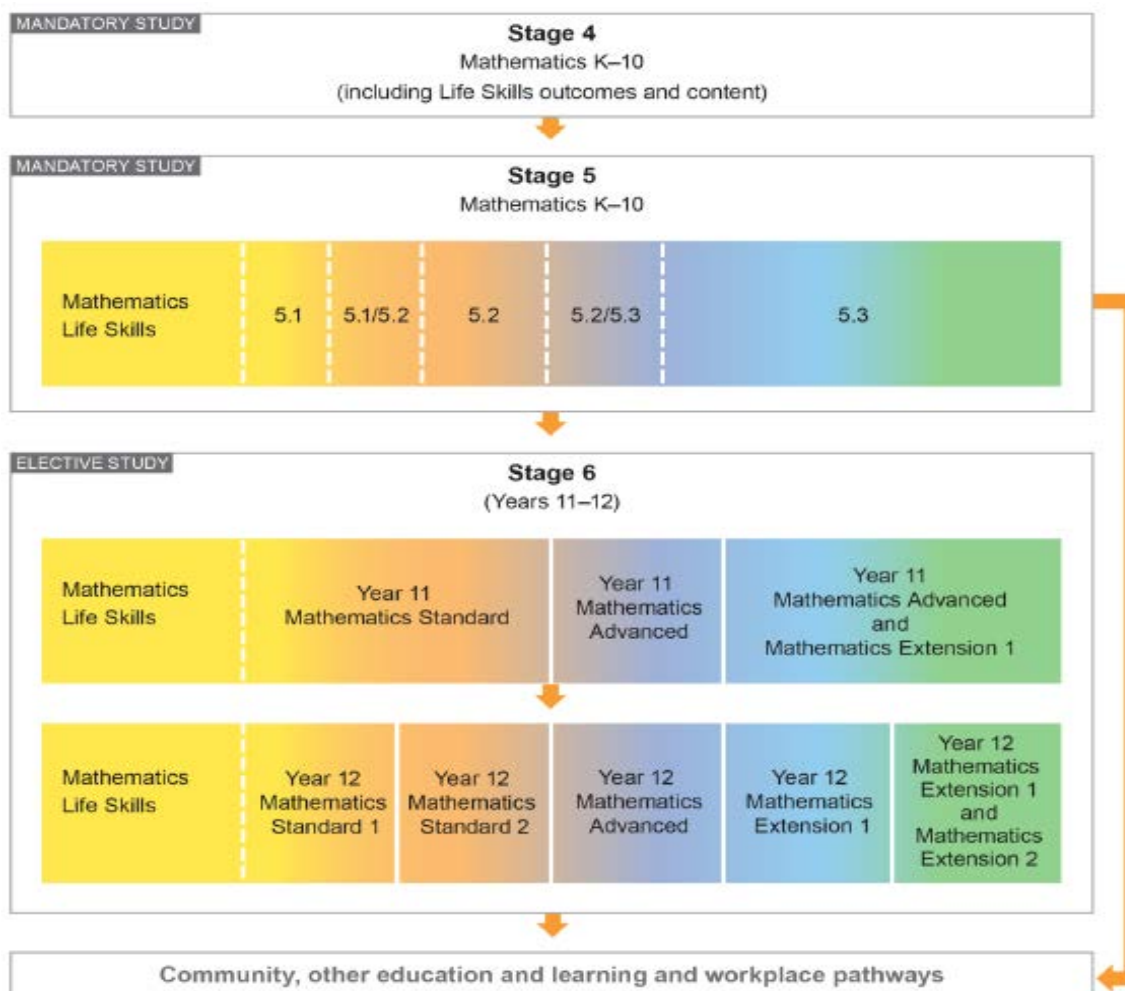 MANDATORY STUDY
Stage 4
Mathematics K–10
(including Life Skills outcomes and content)
MANDATORY STUDY
Stage 5
Mathematics K–10
Mathematics
Life Skills
5.1
5.1/5.2
5.2
5.2/5.3
5.3
ELECTIVE STUDY
Stage 6
(Years 11–12)
Mathematics
Life Skills
Year 11
Mathematics Standard
Year 11
Mathematics
Advanced
Year 11
Mathematics Advanced
and
Mathematics Extension 1
Mathematics
Life Skills
Year 12
Mathematics
Standard 1
Year 12
Mathematics
Standard 2
Year 12
Mathematics
Advanced
Year 12
Mathematics
Extension 1
Year 12
Mathematics
Extension 1
and
Mathematics
Extension 2
Community, other education and learning and workplace pathways